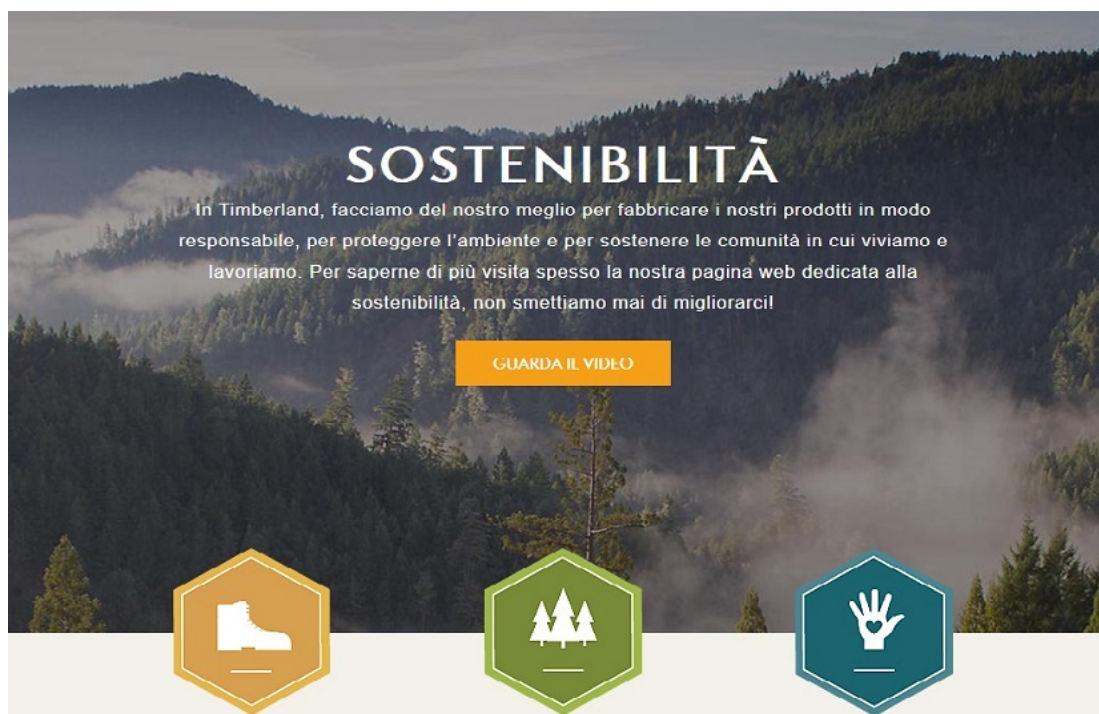 SOSTENIBILITÀ
In Timberland, facciamo del nostro meglio per fabbricare i nostri prodotti in modo
responsabile, per proteggere l'ambiente e per sostenere le comunità in cui viviamo e
lavoriamo. Per saperne di più visita spesso la nostra pagina web dedicata alla
sostenibilità, non smettiamo mai di migliorarci!
GUARDA IL VIDEO